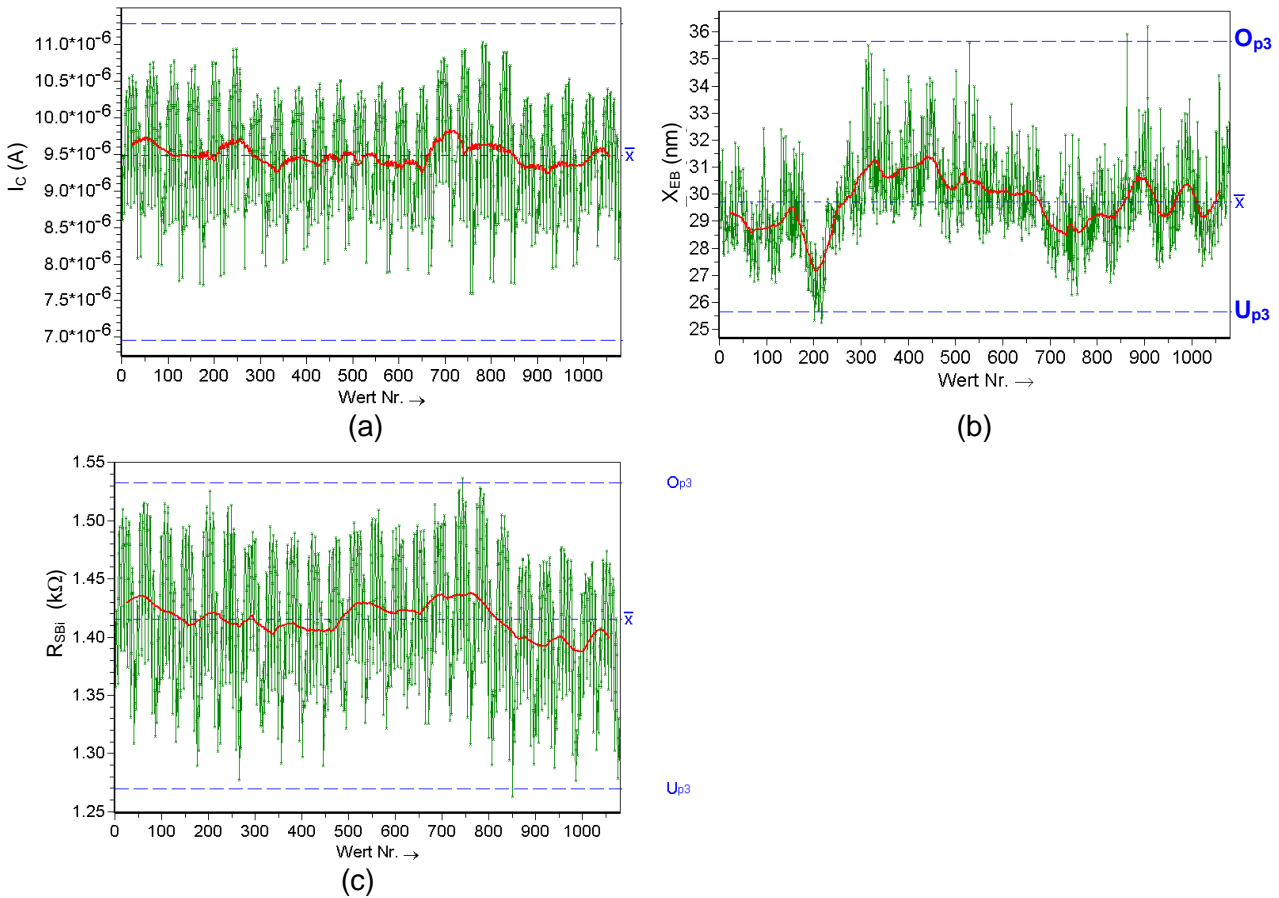 11.0*10⁻⁶
10.5*10⁻⁶
10.0*10⁻⁶
9.5*10⁻⁶
9.0*10⁻⁶
8.5*10⁻⁶
8.0*10⁻⁶
7.5*10⁻⁶
7.0*10⁻⁶
I_C (A)
x̄
0 100 200 300 400 500 600 700 800 900 1000
Wert Nr. →
(a)
36
35
34
33
32
31
30
29
28
27
26
25
X_EB (nm)
O_p3
x̄
U_p3
0 100 200 300 400 500 600 700 800 900 1000
Wert Nr. →
(b)
1.55
1.50
1.45
1.40
1.35
1.30
1.25
R_SBi (kΩ)
O_p3
x̄
U_p3
0 100 200 300 400 500 600 700 800 900 1000
Wert Nr. →
(c)